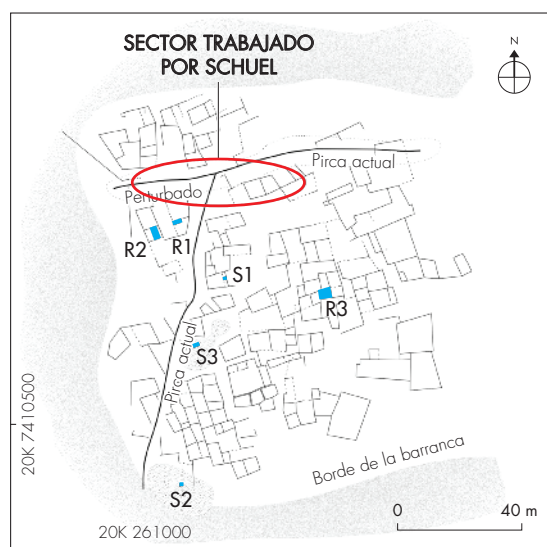 SECTOR TRABAJADO
POR SCHUEL
N
Pirca actual
Perturbado
R2
R1
S1
R3
S3
Pirca actual
20K 7410500
Borde de la barranca
S2
20K 261000
0 40 m